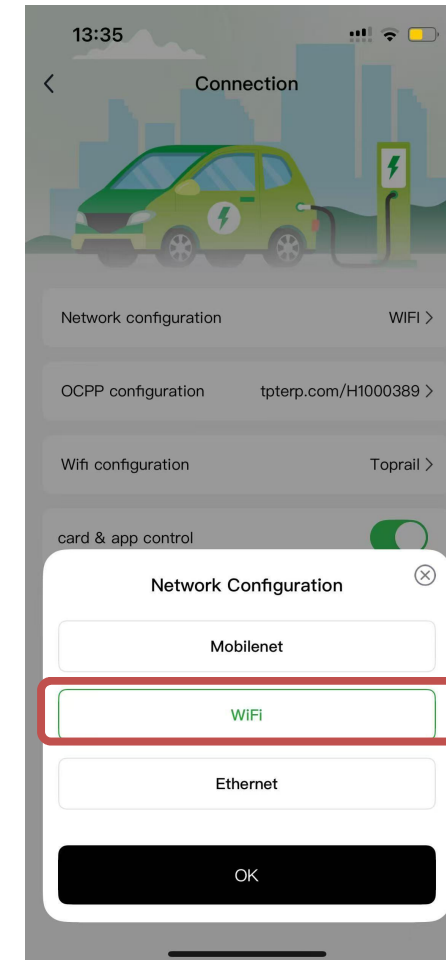 13:35
Connection
Network configuration WIFI >
OCPP configuration tpterp.com/H1000389 >
Wifi configuration Toprail >
card & app control
Network Configuration
Mobilenet
WiFi
Ethernet
OK